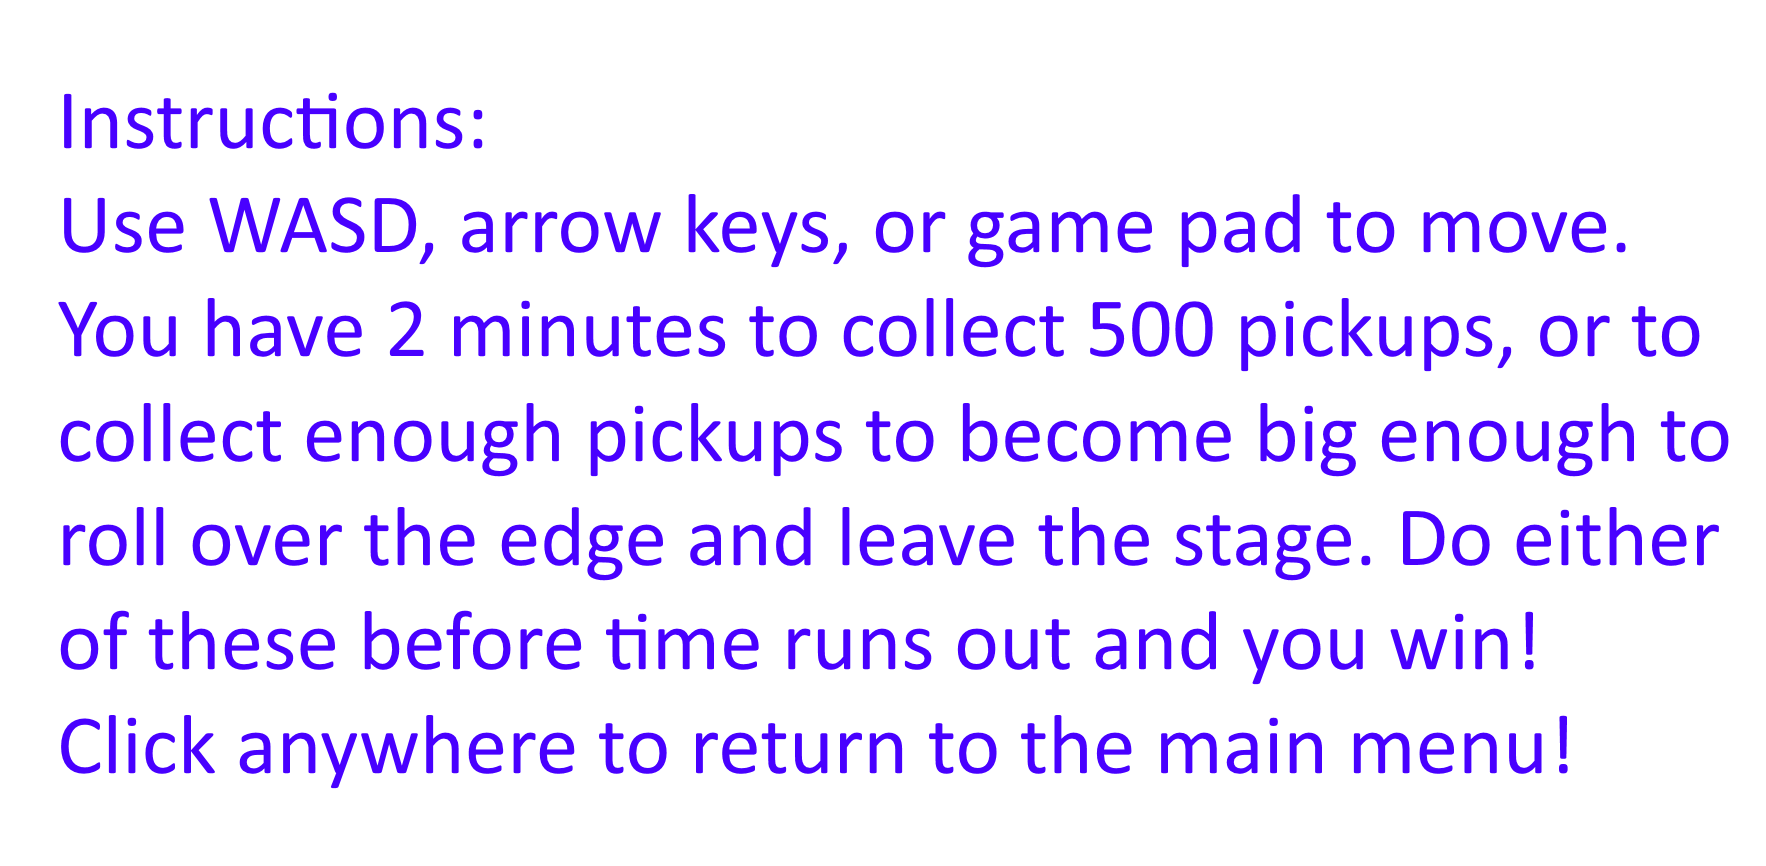 Instructions:
Use WASD, arrow keys, or game pad to move.
You have 2 minutes to collect 500 pickups, or to
collect enough pickups to become big enough to
roll over the edge and leave the stage. Do either
of these before time runs out and you win!
Click anywhere to return to the main menu!